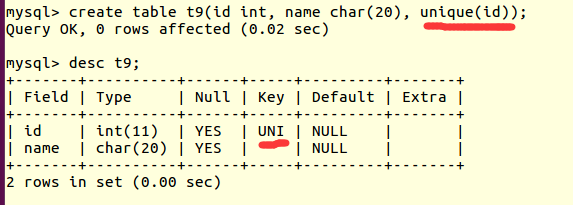 mysql> create table t9(id int, name char(20), unique(id));
Query OK, 0 rows affected (0.02 sec)
mysql> desc t9;
+-------+----------+------+-----+---------+-------+
| Field | Type     | Null | Key | Default | Extra |
+-------+----------+------+-----+---------+-------+
| id    | int(11)  | YES  | UNI | NULL    |       |
| name  | char(20) | YES  |     | NULL    |       |
+-------+----------+------+-----+---------+-------+
2 rows in set (0.00 sec)